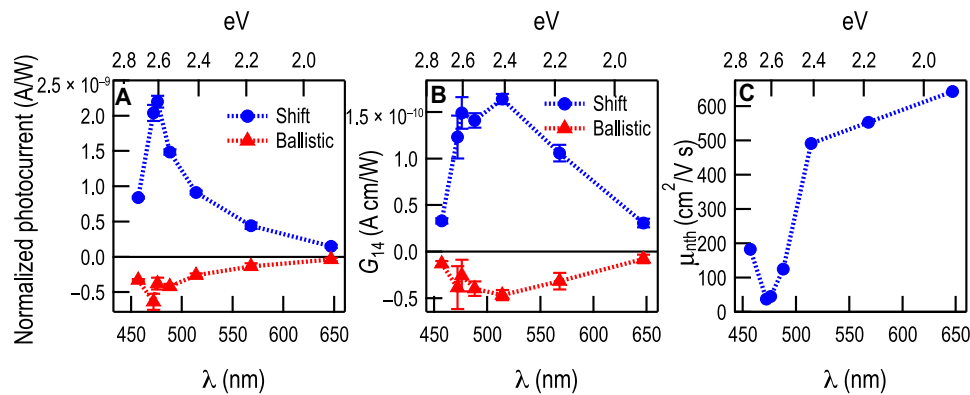 eV
2.8 2.6 2.4 2.2 2.0
2.5 × 10⁻⁹
2.0
1.5
1.0
0.5
0.0
−0.5
Normalized photocurrent (A/W)
A
Shift
Ballistic
450 500 550 600 650
λ (nm)
eV
2.8 2.6 2.4 2.2 2.0
1.5 × 10⁻¹⁰
1.0
0.5
0.0
−0.5
G₁₄ (A cm/W)
B
Shift
Ballistic
450 500 550 600 650
λ (nm)
eV
2.8 2.6 2.4 2.2 2.0
600
500
400
300
200
100
0
μₙₜₕ (cm²/V s)
C
450 500 550 600 650
λ (nm)